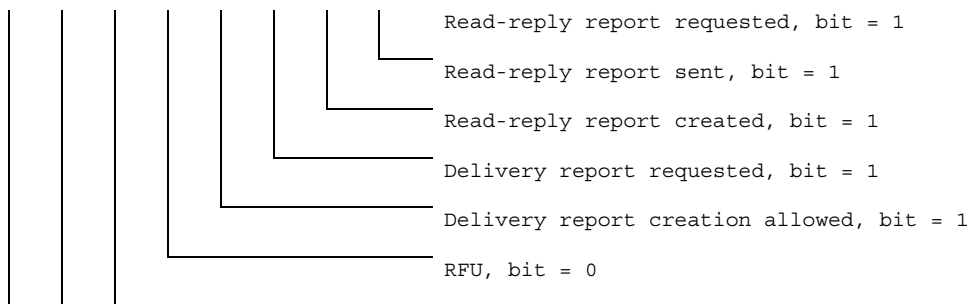 Read-reply report requested, bit = 1
Read-reply report sent, bit = 1
Read-reply report created, bit = 1
Delivery report requested, bit = 1
Delivery report creation allowed, bit = 1
RFU, bit = 0